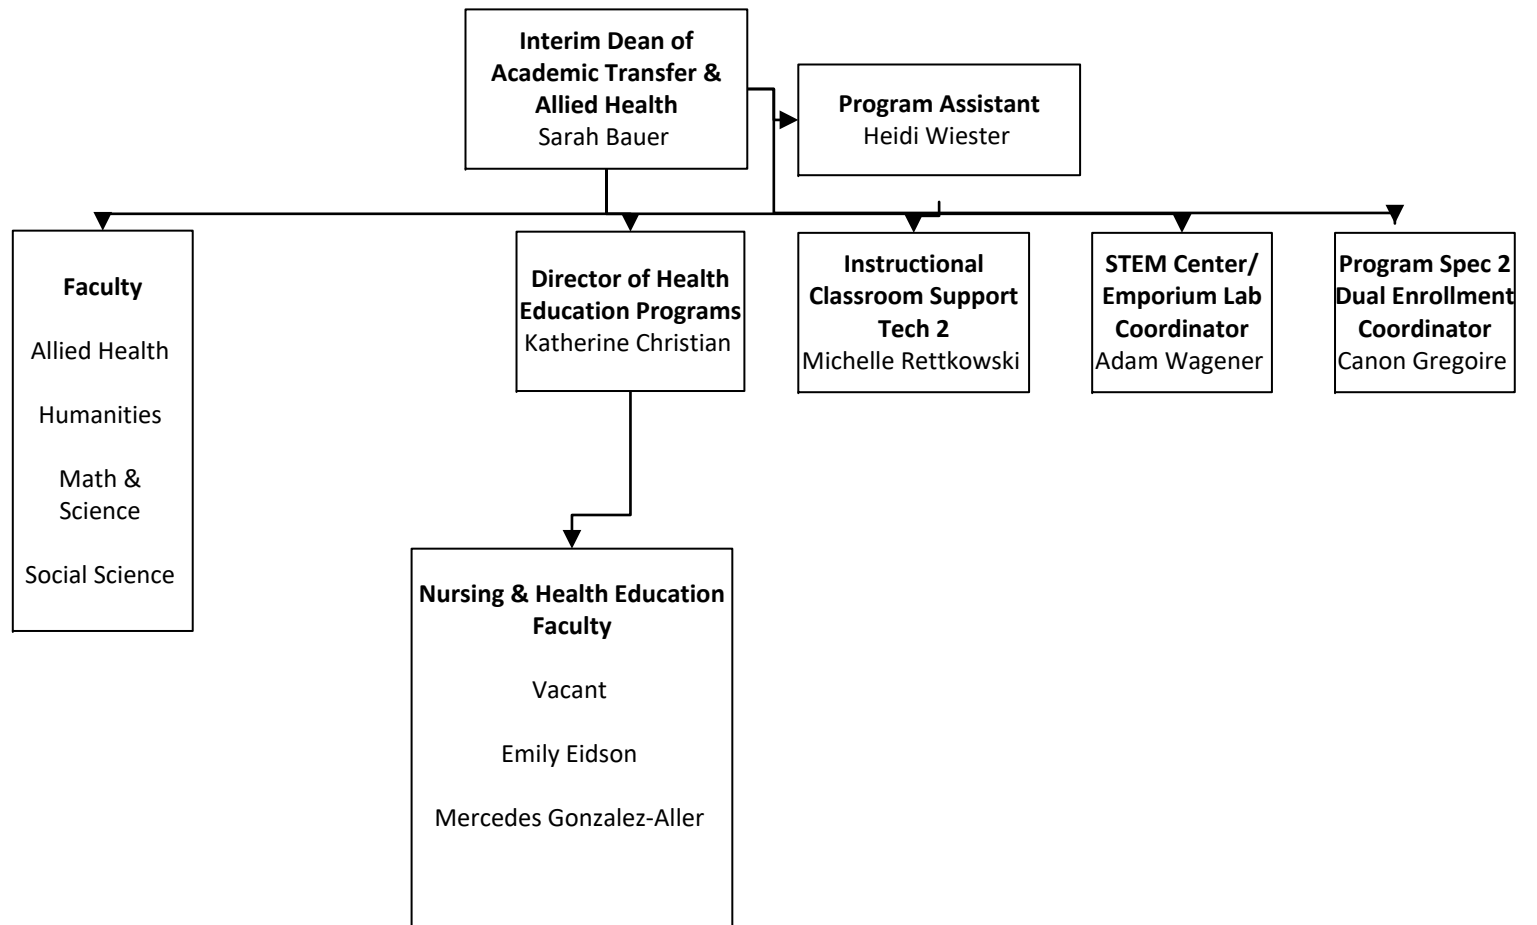 Interim Dean of
Academic Transfer &
Allied Health
Sarah Bauer
Program Assistant
Heidi Wiester
Faculty
Allied Health
Humanities
Math &
Science
Social Science
Director of Health
Education Programs
Katherine Christian
Instructional
Classroom Support
Tech 2
Michelle Rettkowski
STEM Center/
Emporium Lab
Coordinator
Adam Wagener
Program Spec 2
Dual Enrollment
Coordinator
Canon Gregoire
Nursing & Health Education
Faculty
Vacant
Emily Eidson
Mercedes Gonzalez-Aller